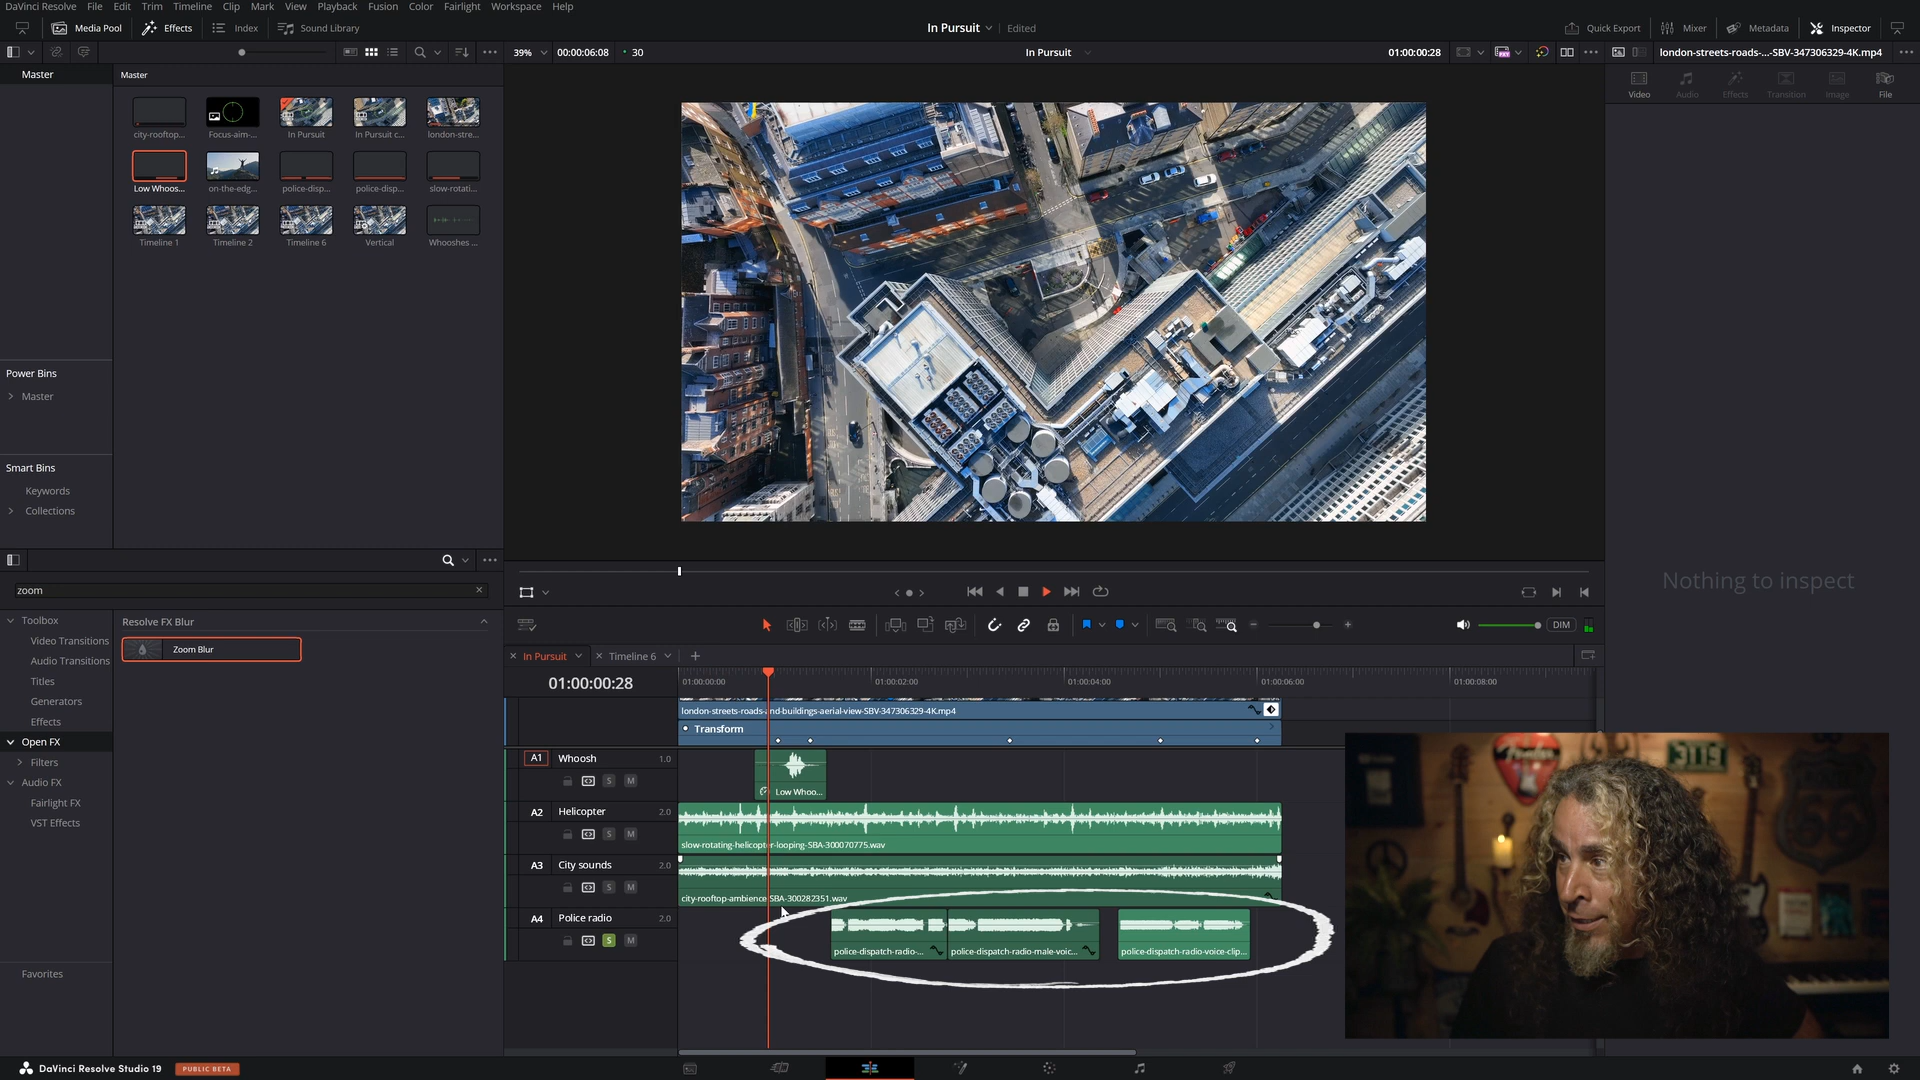 DaVinci Resolve File Edit Trim Timeline Clip Mark View Playback Fusion Color Fairlight Workspace Help
Media Pool Effects Index Sound Library In Pursuit Edited Quick Export Mixer Metadata Inspector
39% 00:00:06:08 30 In Pursuit 01:00:00:28 london-streets-roads-...-SBV-347306329-4K.mp4
Master Master
Video Audio Effects Transition Image File
city-rooftop... Focus-aim-... In Pursuit In Pursuit c... london-stre...
Low Whoos... on-the-edg... police-disp... police-disp... slow-rotati...
Timeline 1 Timeline 2 Timeline 6 Vertical Whooshes ...
Power Bins
Master
Smart Bins
Keywords
Collections
Nothing to inspect
zoom
Toolbox
Video Transitions
Audio Transitions
Titles
Generators
Effects
Open FX
Filters
Audio FX
Fairlight FX
VST Effects
Favorites
Resolve FX Blur
Zoom Blur
DIM
In Pursuit Timeline 6
01:00:00:28 01:00:00:00 01:00:02:00 01:00:04:00 01:00:06:00 01:00:08:00
london-streets-roads-and-buildings-aerial-view-SBV-347306329-4K.mp4
Transform
A1 Whoosh 1.0
S M
Low Whoo...
A2 Helicopter 2.0
S M
slow-rotating-helicopter-looping-SBA-300070775.wav
A3 City sounds 2.0
S M
city-rooftop-ambience-SBA-300282351.wav
A4 Police radio 2.0
S M
police-dispatch-radio-... police-dispatch-radio-male-voic... police-dispatch-radio-voice-clip...
DaVinci Resolve Studio 19 PUBLIC BETA